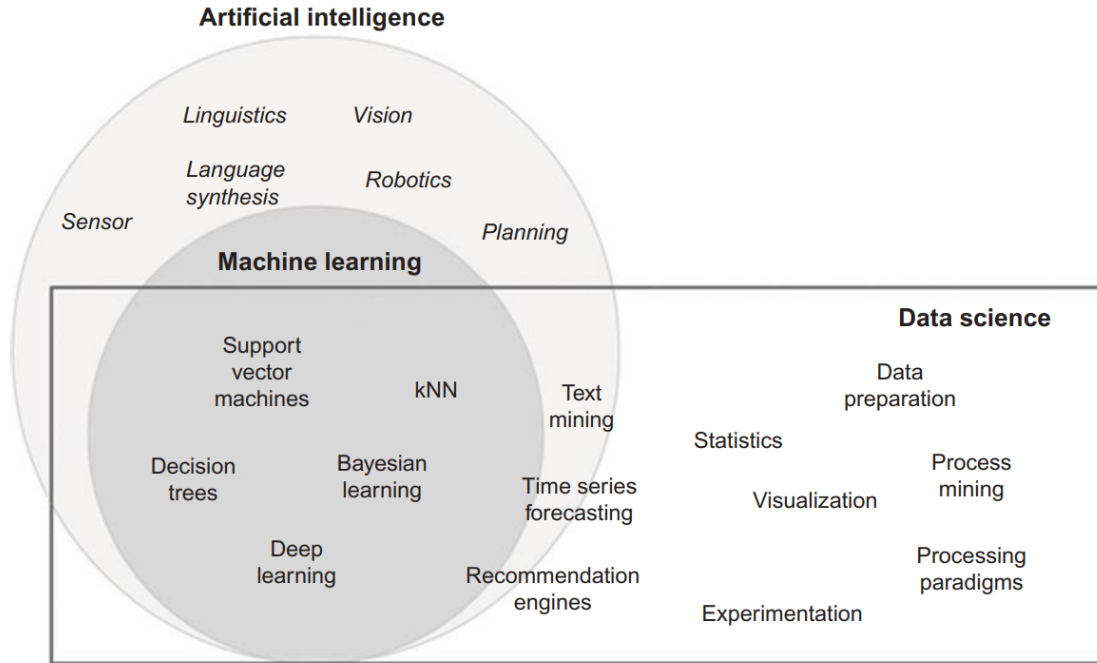 Artificial intelligence
Linguistics
Vision
Language
synthesis
Robotics
Sensor
Planning
Machine learning
Data science
Support
vector
machines
kNN
Text
mining
Data
preparation
Statistics
Decision
trees
Bayesian
learning
Time series
forecasting
Visualization
Process
mining
Deep
learning
Recommendation
engines
Processing
paradigms
Experimentation